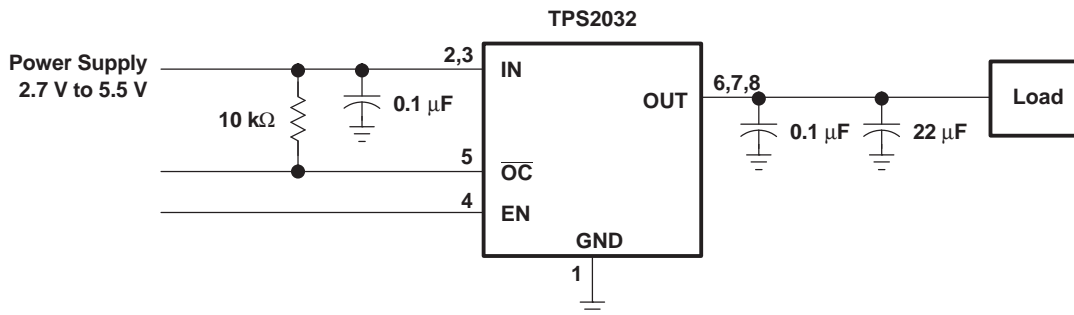 TPS2032
Power Supply
2.7 V to 5.5 V
2,3
IN
10 kΩ
0.1 μF
5
O̅C̅
4
EN
GND
1
OUT
6,7,8
0.1 μF
22 μF
Load